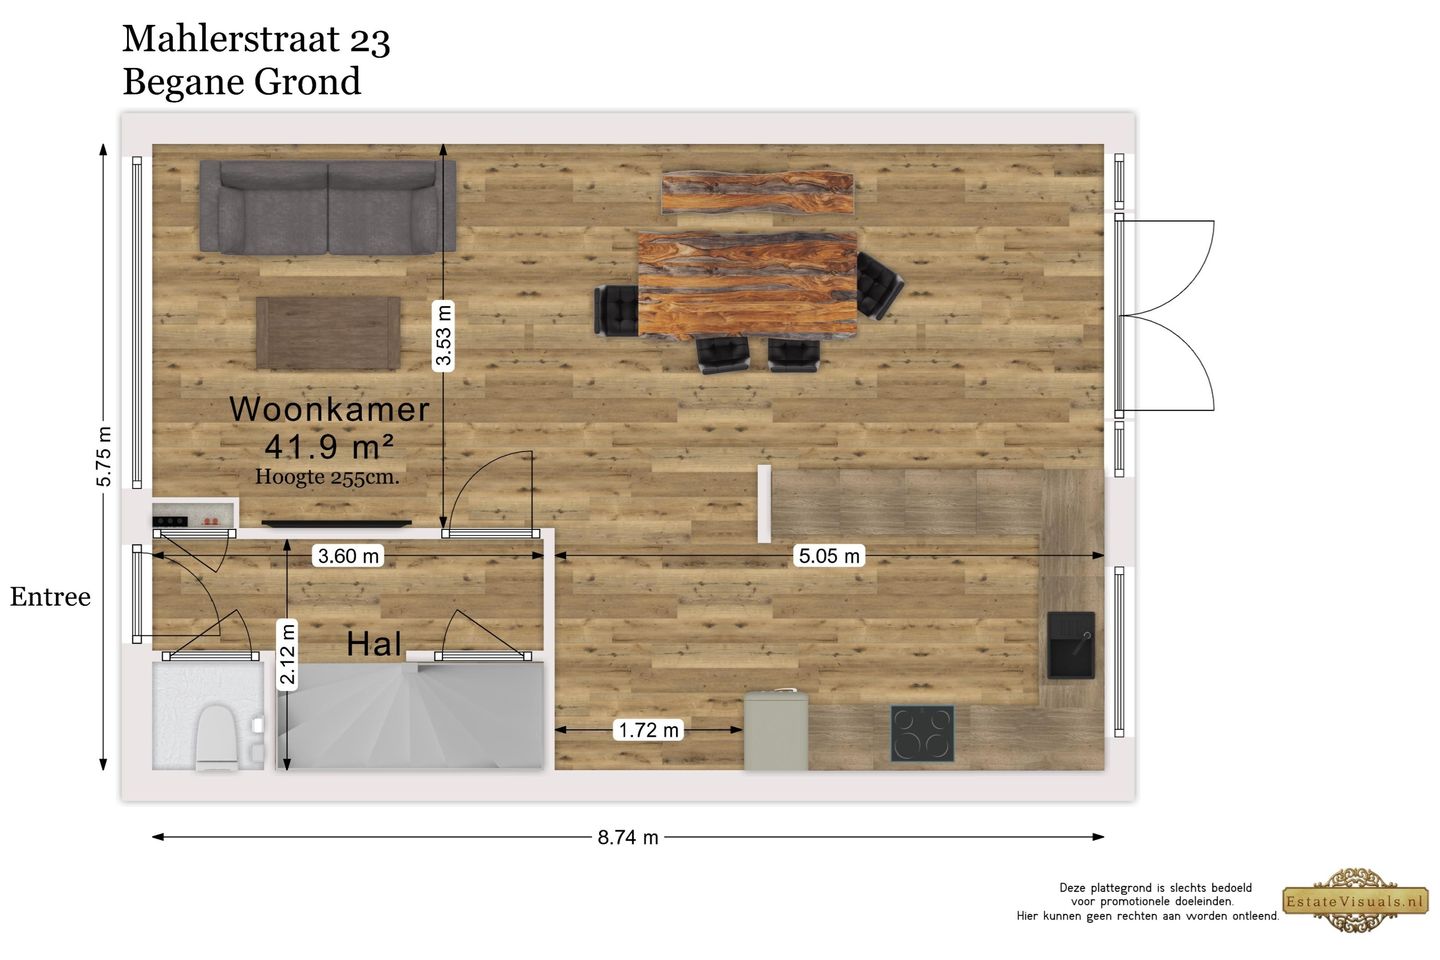 Mahlerstraat 23
Begane Grond
3.53 m
Woonkamer
41.9 m²
Hoogte 255cm.
5.75 m
3.60 m
5.05 m
Entree
Hal
2.12 m
1.72 m
8.74 m
Deze plattegrond is slechts bedoeld
voor promotionele doeleinden.
Hier kunnen geen rechten aan worden ontleend.
EstateVisuals.nl